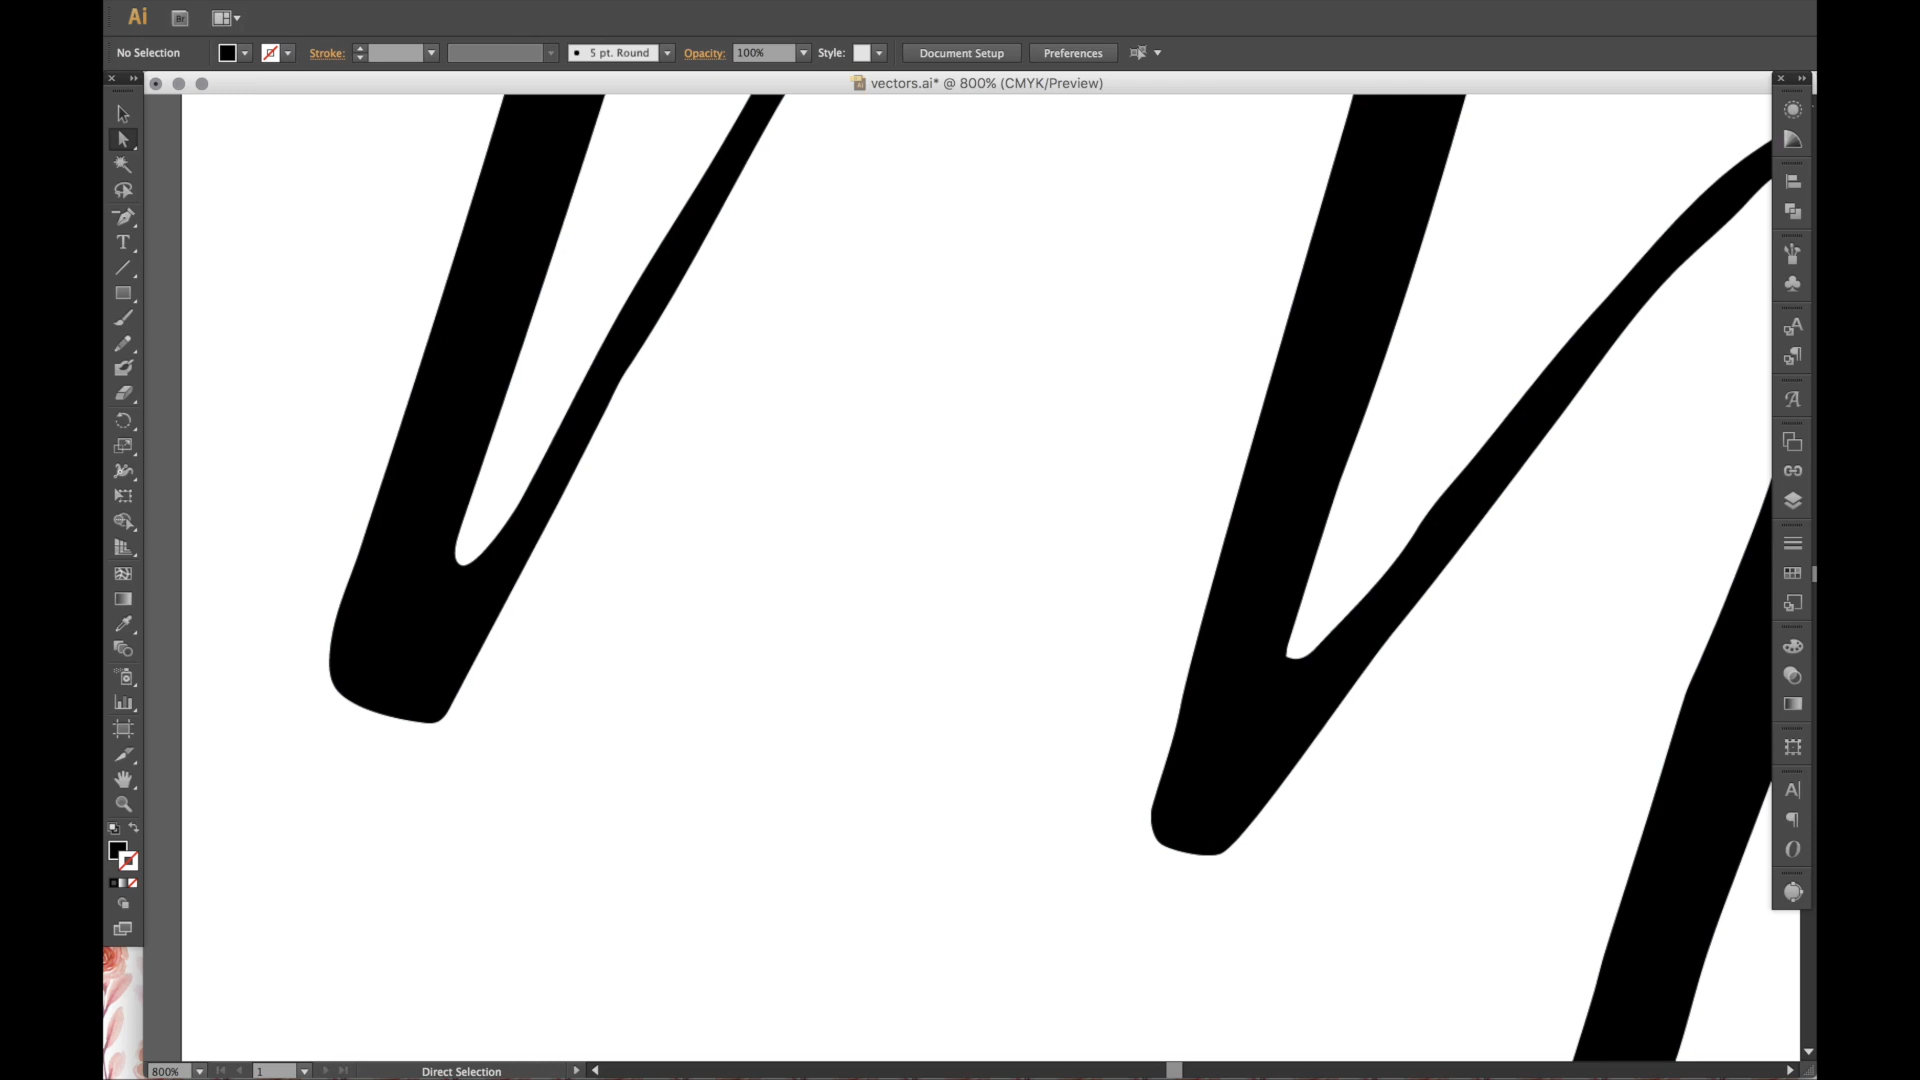 Ai Br
No Selection Stroke: 5 pt. Round Opacity: 100% Style: Document Setup Preferences
vectors.ai* @ 800% (CMYK/Preview)
800% 1 Direct Selection